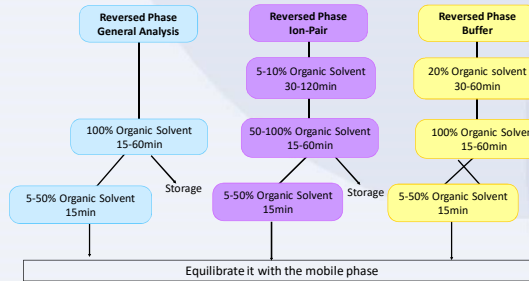 Reversed Phase
General Analysis
Reversed Phase
Ion-Pair
Reversed Phase
Buffer
5-10% Organic Solvent
30-120min
20% Organic solvent
30-60min
100% Organic Solvent
15-60min
50-100% Organic Solvent
15-60min
100% Organic Solvent
15-60min
Storage
Storage
5-50% Organic Solvent
15min
5-50% Organic Solvent
15min
5-50% Organic Solvent
15min
Equilibrate it with the mobile phase